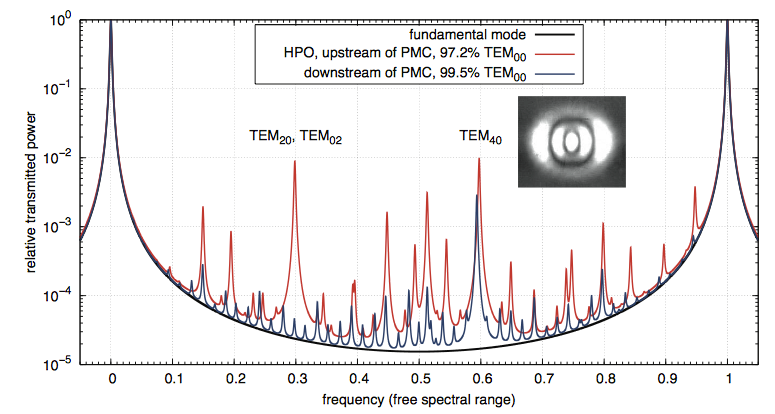 fundamental mode
HPO, upstream of PMC, 97.2% TEM₀₀
downstream of PMC, 99.5% TEM₀₀
TEM₂₀, TEM₀₂
TEM₄₀
relative transmitted power
10⁰
10⁻¹
10⁻²
10⁻³
10⁻⁴
10⁻⁵
0 0.1 0.2 0.3 0.4 0.5 0.6 0.7 0.8 0.9 1
frequency (free spectral range)